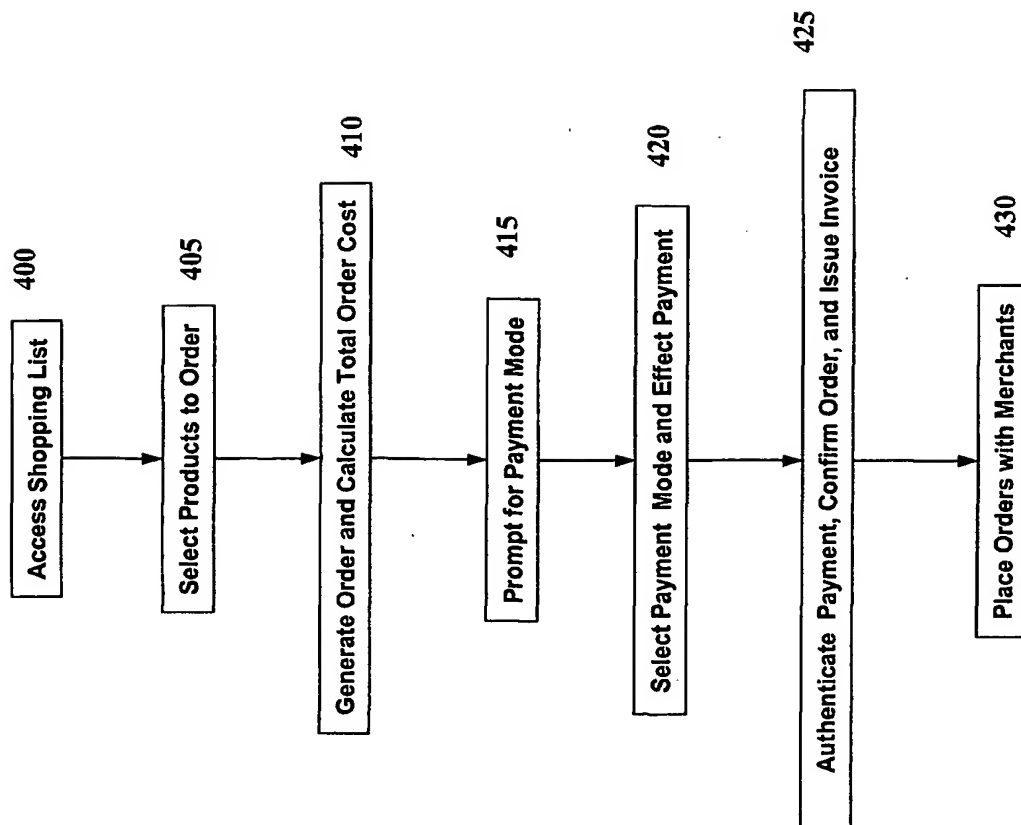 400
Access Shopping List
405
Select Products to Order
410
Generate Order and Calculate Total Order Cost
415
Prompt for Payment Mode
420
Select Payment Mode and Effect Payment
425
Authenticate Payment, Confirm Order, and Issue Invoice
430
Place Orders with Merchants